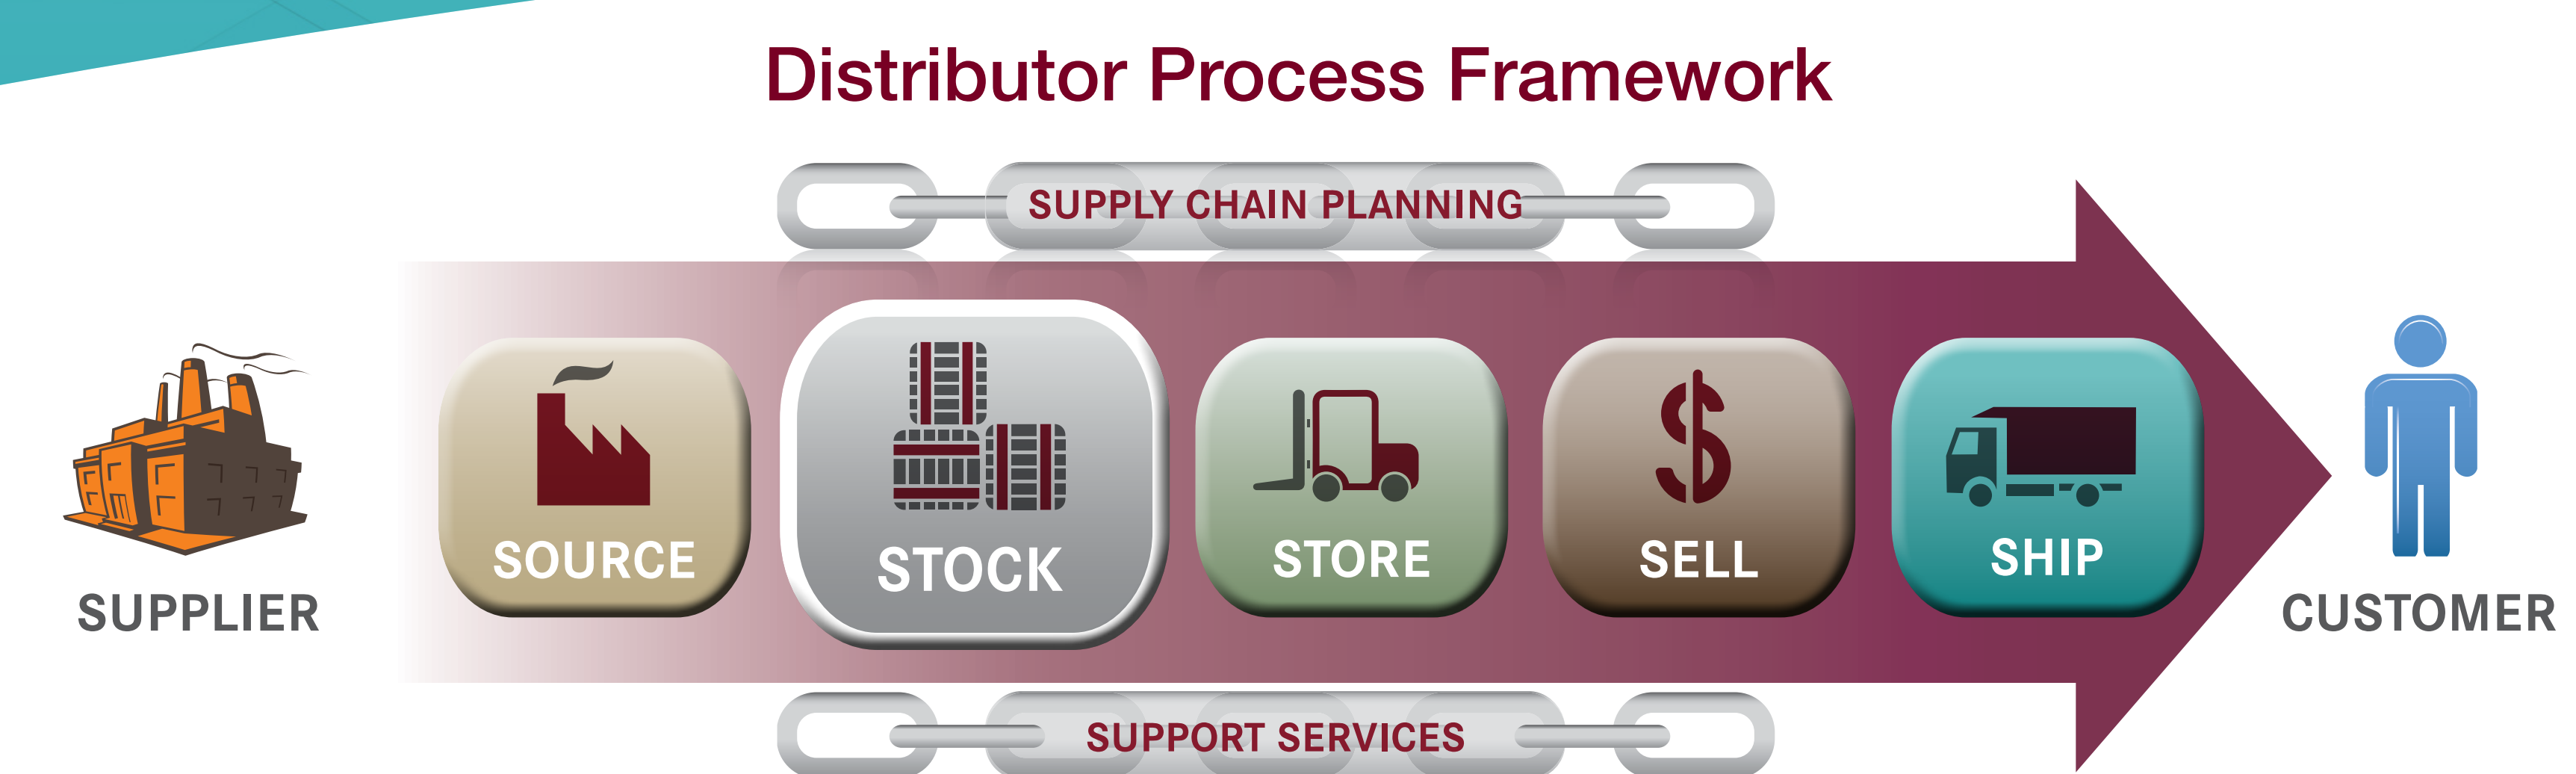 Distributor Process Framework
SUPPLY CHAIN PLANNING
SOURCE
STOCK
STORE
SELL
SHIP
SUPPLIER
CUSTOMER
SUPPORT SERVICES